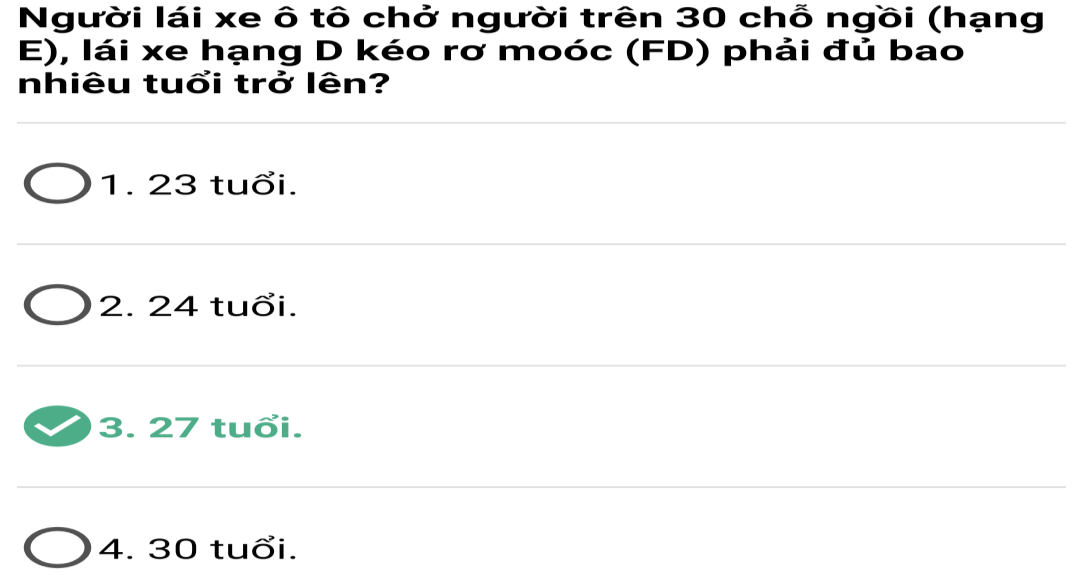 Người lái xe ô tô chở người trên 30 chỗ ngồi (hạng
E), lái xe hạng D kéo rơ moóc (FD) phải đủ bao
nhiêu tuổi trở lên?
1. 23 tuổi.
2. 24 tuổi.
3. 27 tuổi.
4. 30 tuổi.